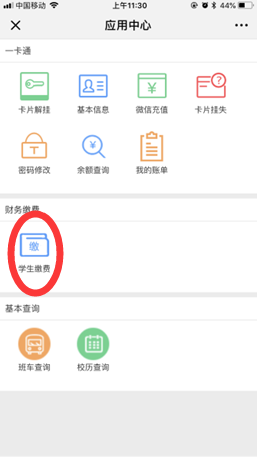 中国移动 上午11:30 44%
应用中心
一卡通
卡片解挂 基本信息 微信充值 卡片挂失
密码修改 余额查询 我的账单
财务缴费
缴
学生缴费
基本查询
班车查询 校历查询